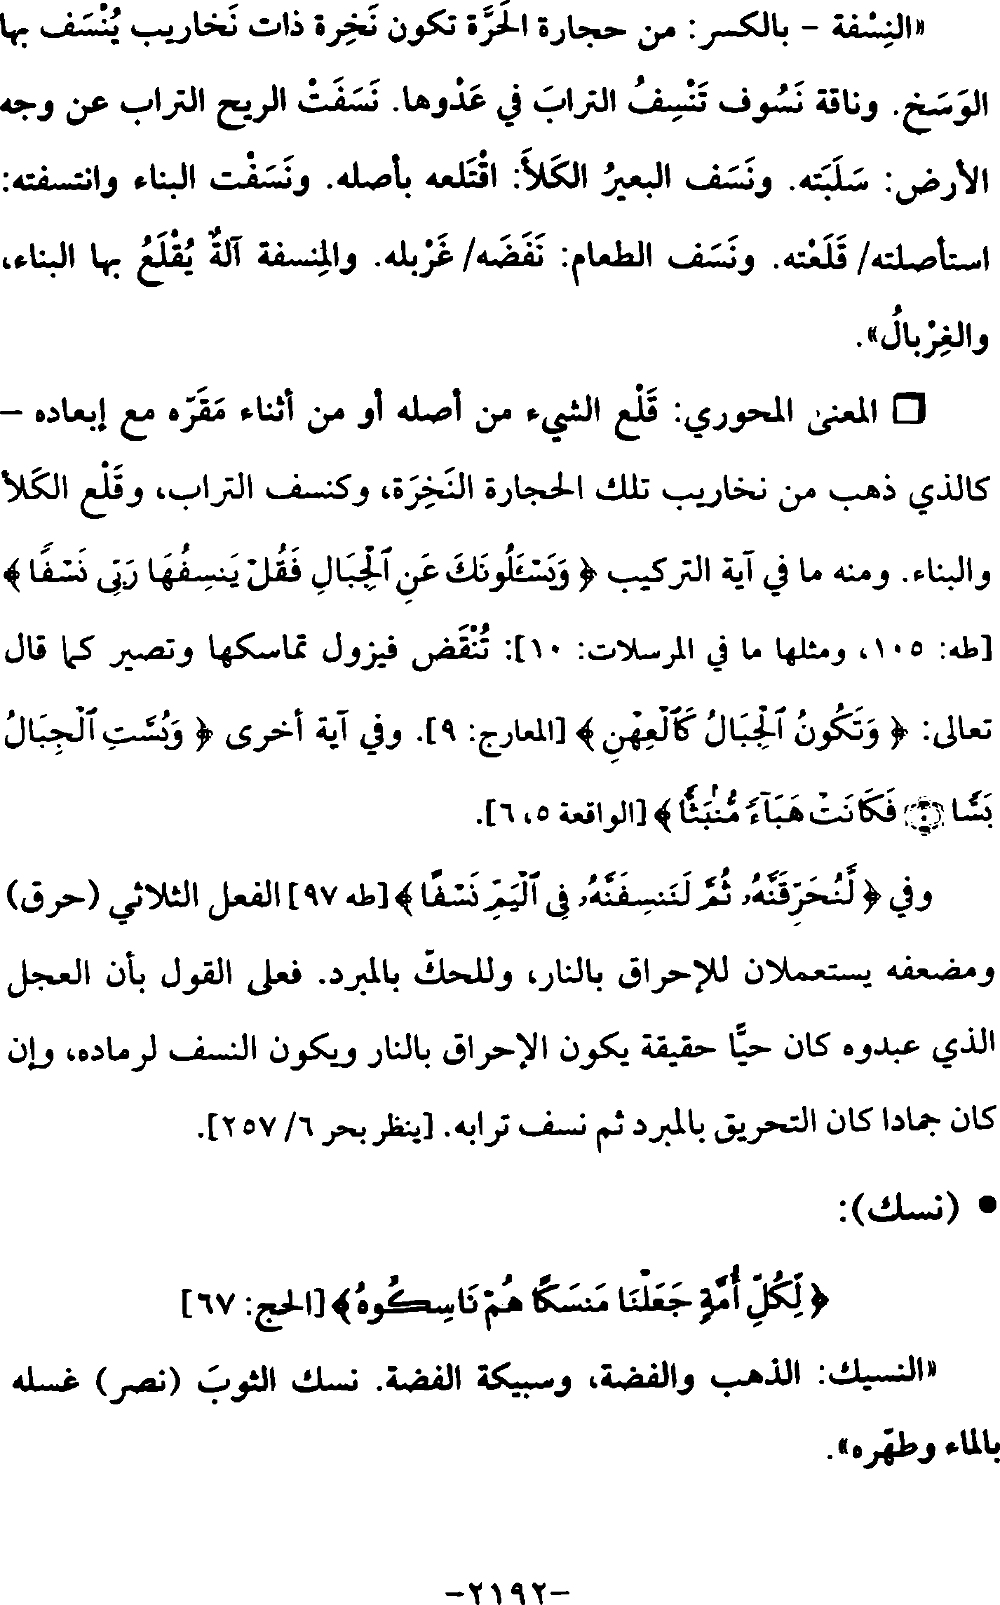 «النِسْفة – بالكسر: من حجارة الحَرَّة تكون نَخِرة ذات نَخاريب يُنْسَف بها
الوَسَخ. وناقة نَسُوف تَنْسِفُ الترابَ في عَدْوها. نَسَفَتْ الريح التراب عن وجه
الأرض: سَلَبَته. ونَسَف البعيرُ الكَلأَ: اقْتَلعه بأصله. ونَسَفْت البناء وانتسفته:
استأصلته/ قَلَعْته. ونَسَف الطعام: نَفَضَه/ غَرْبله. والمِنسفة آلةٌ يُقْلَعُ بها البناء،
والغِرْبالُ».
❏ المعنىٰ المحوري: قَلْع الشيء من أصله أو من أثناء مَقَرّه مع إبعاده –
كالذي ذهب من نخاريب تلك الحجارة النَخِرَة، وكنسف التراب، وقَلْع الكَلأ
والبناء. ومنه ما في آية التركيب ﴿ وَيَسْـَٔلُونَكَ عَنِ ٱلْجِبَالِ فَقُلْ يَنسِفُهَا رَبِّى نَسْفًا ﴾
[طه: ١٠٥، ومثلها ما في المرسلات: ١٠]: تُنْقَض فيزول تماسكها وتصير كما قال
تعالى: ﴿ وَتَكُونُ ٱلْجِبَالُ كَٱلْعِهْنِ ﴾ [المعارج: ٩]. وفي آية أخرى ﴿ وَبُسَّتِ ٱلْجِبَالُ
بَسًّا ۝ فَكَانَتْ هَبَآءً مُّنۢبَثًّا ﴾ [الواقعة ٥، ٦].
وفي ﴿ لَّنُحَرِّقَنَّهُۥ ثُمَّ لَنَنسِفَنَّهُۥ فِى ٱلْيَمِّ نَسْفًا ﴾ [طه ٩٧] الفعل الثلاثي (حرق)
ومضعفه يستعملان للإحراق بالنار، وللحكّ بالمبرد. فعلى القول بأن العجل
الذي عبدوه كان حيًّا حقيقة يكون الإحراق بالنار ويكون النسف لرماده، وإن
كان جمادا كان التحريق بالمبرد ثم نسف ترابه. [ينظر بحر ٦/ ٢٥٧].
• (نسك):
﴿ لِّكُلِّ أُمَّةٍ جَعَلْنَا مَنسَكًا هُمْ نَاسِكُوهُ ﴾ [الحج: ٦٧]
«النسيك: الذهب والفضة، وسبيكة الفضة. نسك الثوبَ (نصر) غسله
بالماء وطهّره».
–٢١٩٢–